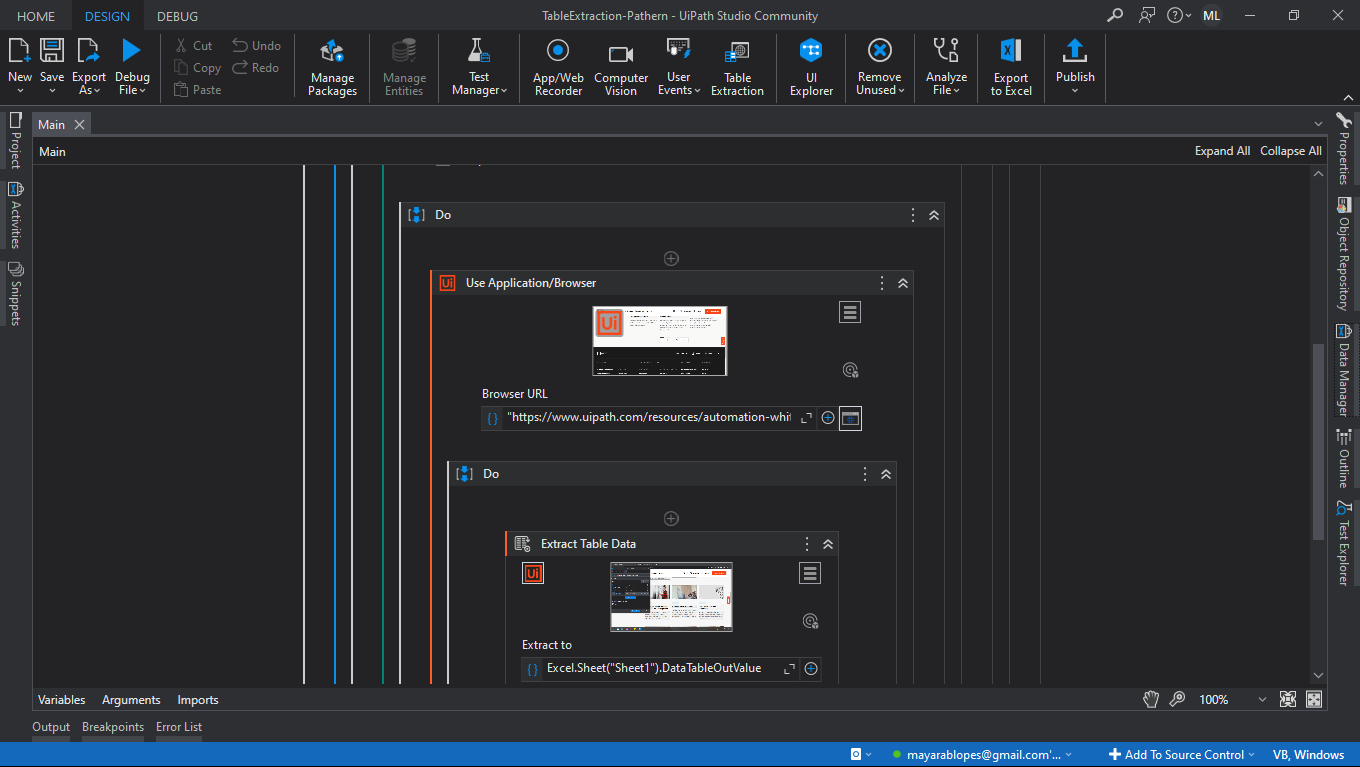 HOME
DESIGN
DEBUG
TableExtraction-Pathern - UiPath Studio Community
ML
New
Save
Export As
Debug File
Cut
Copy
Paste
Undo
Redo
Manage Packages
Manage Entities
Test Manager
App/Web Recorder
Computer Vision
User Events
Table Extraction
UI Explorer
Remove Unused
Analyze File
Export to Excel
Publish
Main
Main
Expand All
Collapse All
Project
Activities
Snippets
Do
Ui
Use Application/Browser
Ui
Browser URL
"https://www.uipath.com/resources/automation-whit
Do
Extract Table Data
Ui
Extract to
Excel.Sheet("Sheet1").DataTableOutValue
Properties
Object Repository
Data Manager
Outline
Test Explorer
Variables
Arguments
Imports
100%
Output
Breakpoints
Error List
mayarablopes@gmail.com'...
Add To Source Control
VB, Windows